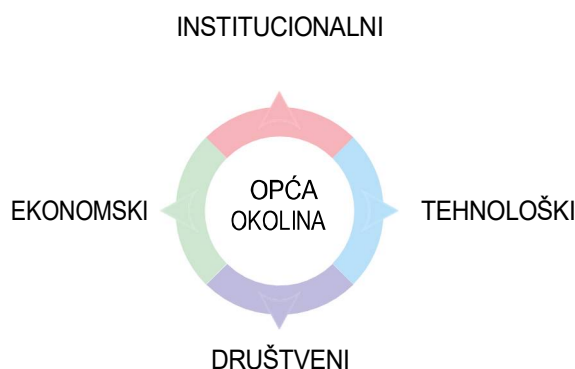 INSTITUCIONALNI
OPĆA
OKOLINA
EKONOMSKI
TEHNOLOŠKI
DRUŠTVENI